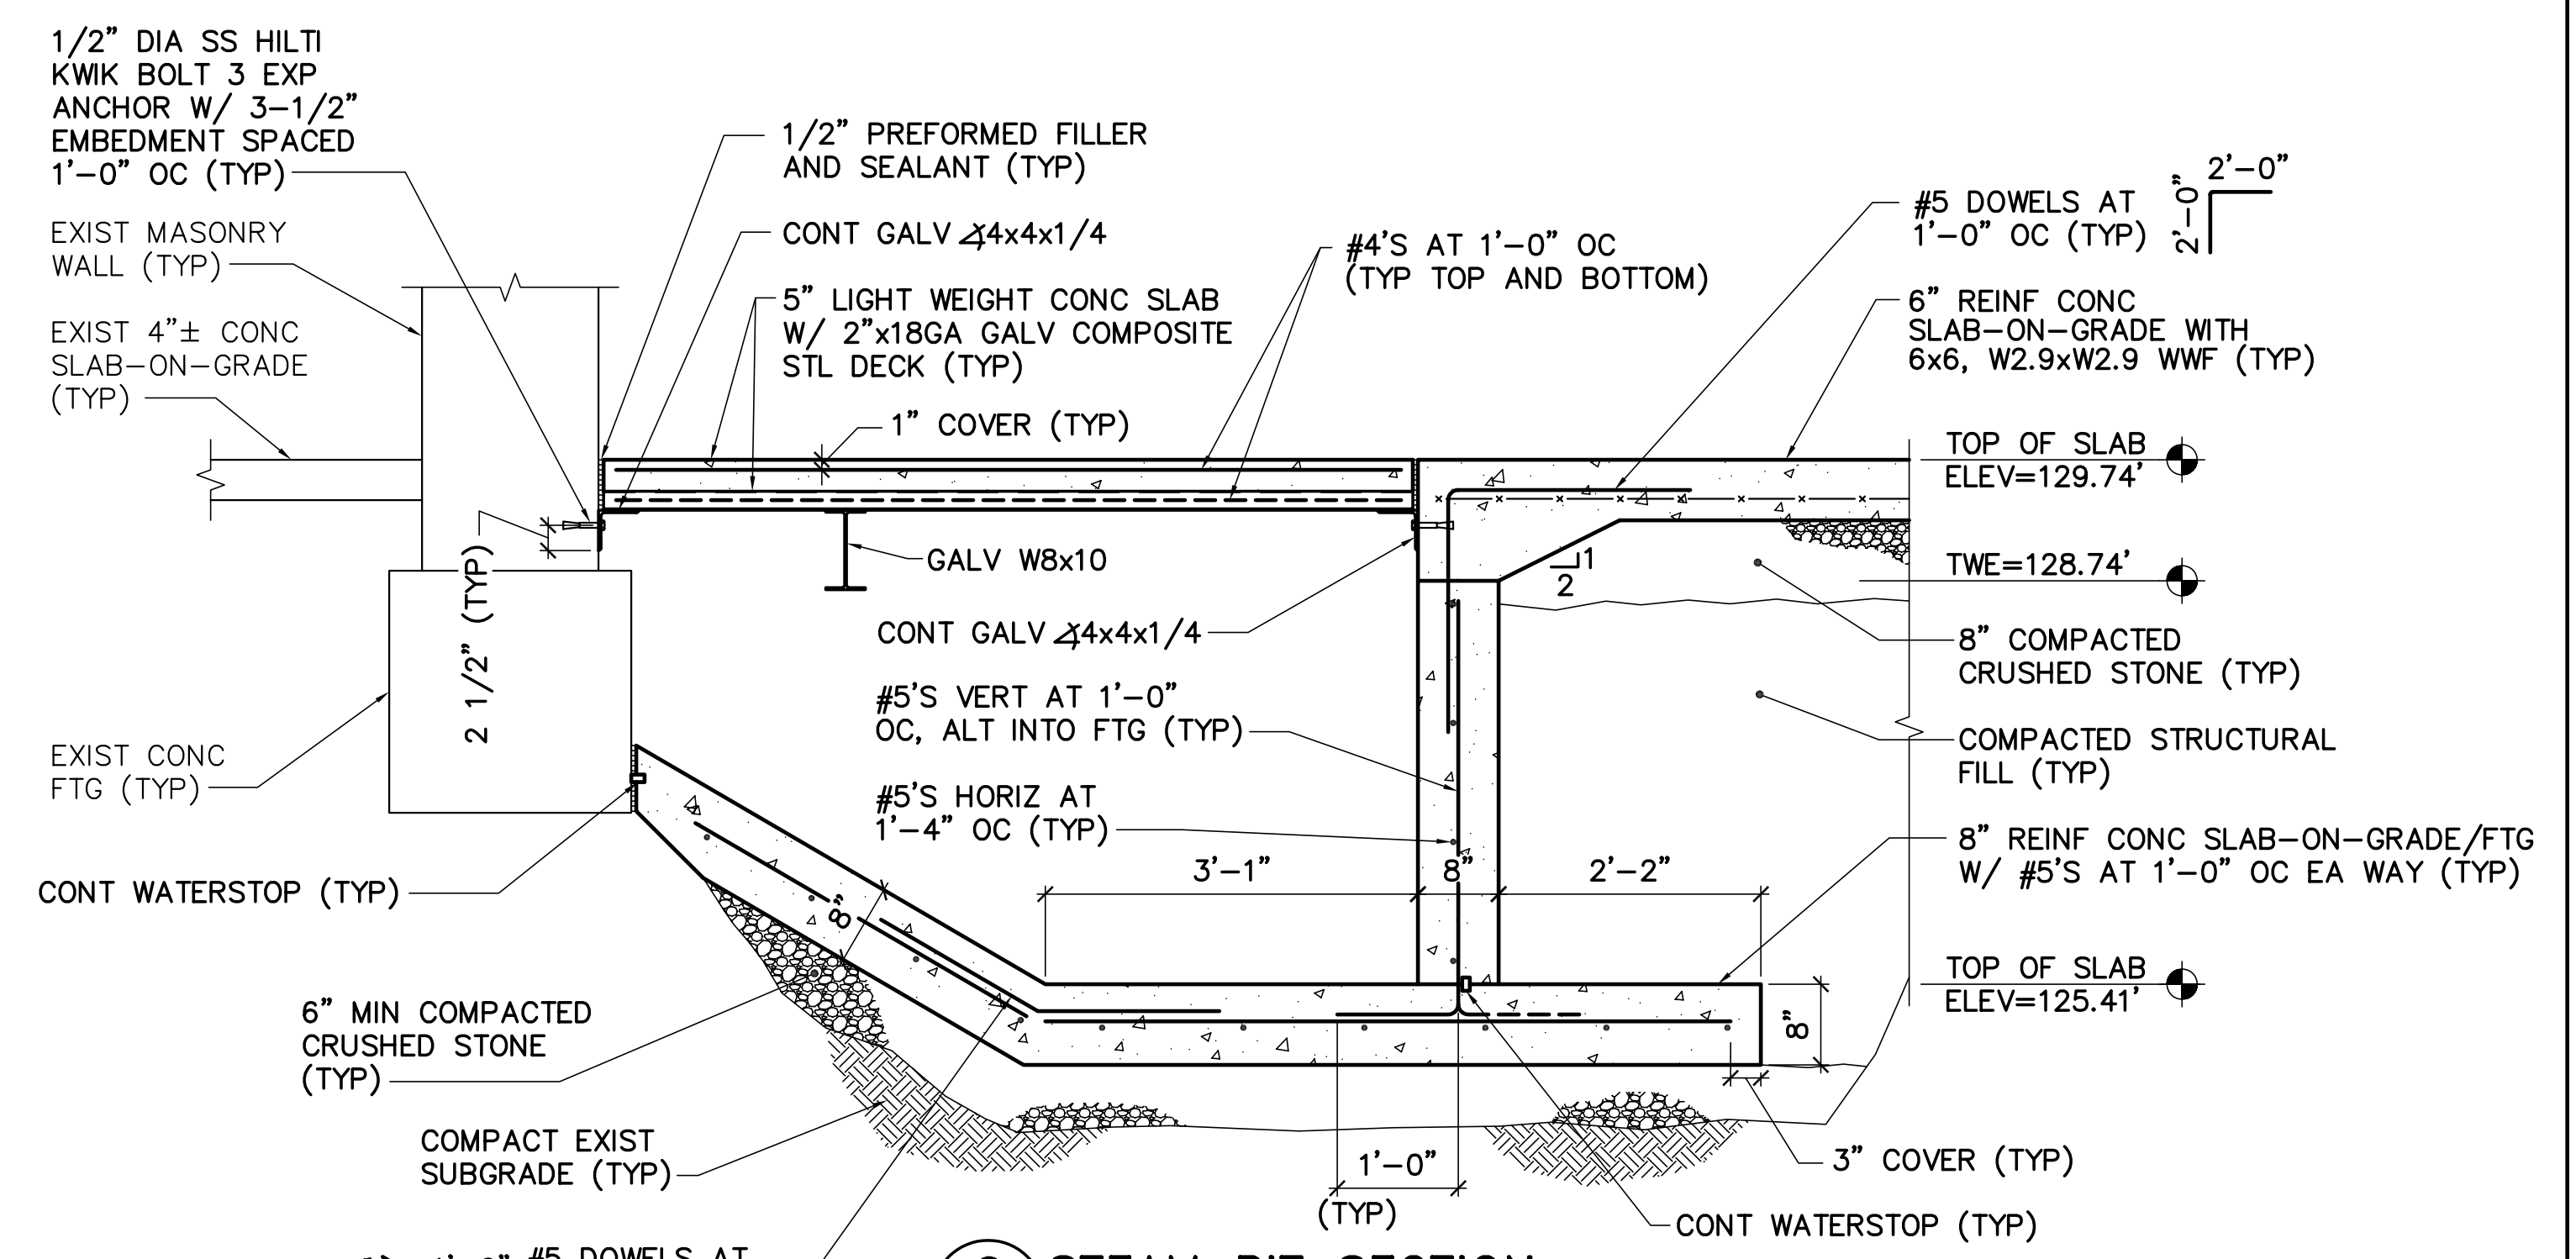 1/2" DIA SS HILTI
KWIK BOLT 3 EXP
ANCHOR W/ 3-1/2"
EMBEDMENT SPACED
1'-0" OC (TYP)
EXIST MASONRY
WALL (TYP)
EXIST 4"± CONC
SLAB-ON-GRADE
(TYP)
1/2" PREFORMED FILLER
AND SEALANT (TYP)
CONT GALV ∡4x4x1/4
5" LIGHT WEIGHT CONC SLAB
W/ 2"x18GA GALV COMPOSITE
STL DECK (TYP)
1" COVER (TYP)
#4'S AT 1'-0" OC
(TYP TOP AND BOTTOM)
#5 DOWELS AT
1'-0" OC (TYP)
2'-0"
2'-0"
6" REINF CONC
SLAB-ON-GRADE WITH
6x6, W2.9xW2.9 WWF (TYP)
TOP OF SLAB
ELEV=129.74'
TWE=128.74'
1
2
GALV W8x10
2 1/2" (TYP)
CONT GALV ∡4x4x1/4
8" COMPACTED
CRUSHED STONE (TYP)
#5'S VERT AT 1'-0"
OC, ALT INTO FTG (TYP)
COMPACTED STRUCTURAL
FILL (TYP)
EXIST CONC
FTG (TYP)
#5'S HORIZ AT
1'-4" OC (TYP)
8" REINF CONC SLAB-ON-GRADE/FTG
W/ #5'S AT 1'-0" OC EA WAY (TYP)
3'-1"
8"
2'-2"
CONT WATERSTOP (TYP)
8"
TOP OF SLAB
ELEV=125.41'
8"
6" MIN COMPACTED
CRUSHED STONE
(TYP)
COMPACT EXIST
SUBGRADE (TYP)
1'-0"
(TYP)
3" COVER (TYP)
CONT WATERSTOP (TYP)
#5 DOWELS AT
STEAM PIT SECTION